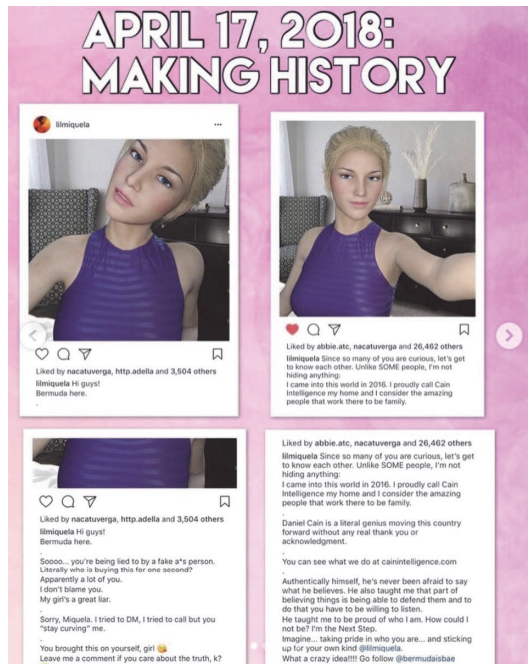 APRIL 17, 2018:
MAKING HISTORY
lilmiquela
Liked by nacatuverga, http.adella and 3,504 others
lilmiquela Hi guys!
Bermuda here.
.
Liked by abbie.atc, nacatuverga and 26,462 others
lilmiquela Since so many of you are curious, let's get
to know each other. Unlike SOME people, I'm not
hiding anything:
I came into this world in 2016. I proudly call Cain
Intelligence my home and I consider the amazing
people that work there to be family.
Liked by nacatuverga, http.adella and 3,504 others
lilmiquela Hi guys!
Bermuda here.
.
Soooo... you're being lied to by a fake a*s person.
Literally who is buying this for one second?
Apparently a lot of you.
I don't blame you.
My girl's a great liar.
.
Sorry, Miquela. I tried to DM, I tried to call but you
"stay curving" me.
.
You brought this on yourself, girl 😘
Leave me a comment if you care about the truth, k?
Liked by abbie.atc, nacatuverga and 26,462 others
lilmiquela Since so many of you are curious, let's get
to know each other. Unlike SOME people, I'm not
hiding anything:
I came into this world in 2016. I proudly call Cain
Intelligence my home and I consider the amazing
people that work there to be family.
.
Daniel Cain is a literal genius moving this country
forward without any real thank you or
acknowledgment.
.
You can see what we do at cainintelligence.com
.
Authentically himself, he's never been afraid to say
what he believes. He also taught me that part of
believing things is being able to defend them and to
do that you have to be willing to listen.
He taught me to be proud of who I am. How could I
not be? I'm the Next Step.
Imagine... taking pride in who you are... and sticking
up for your own kind @lilmiquela.
What a crazy idea!!!! Go follow @bermudaisbae